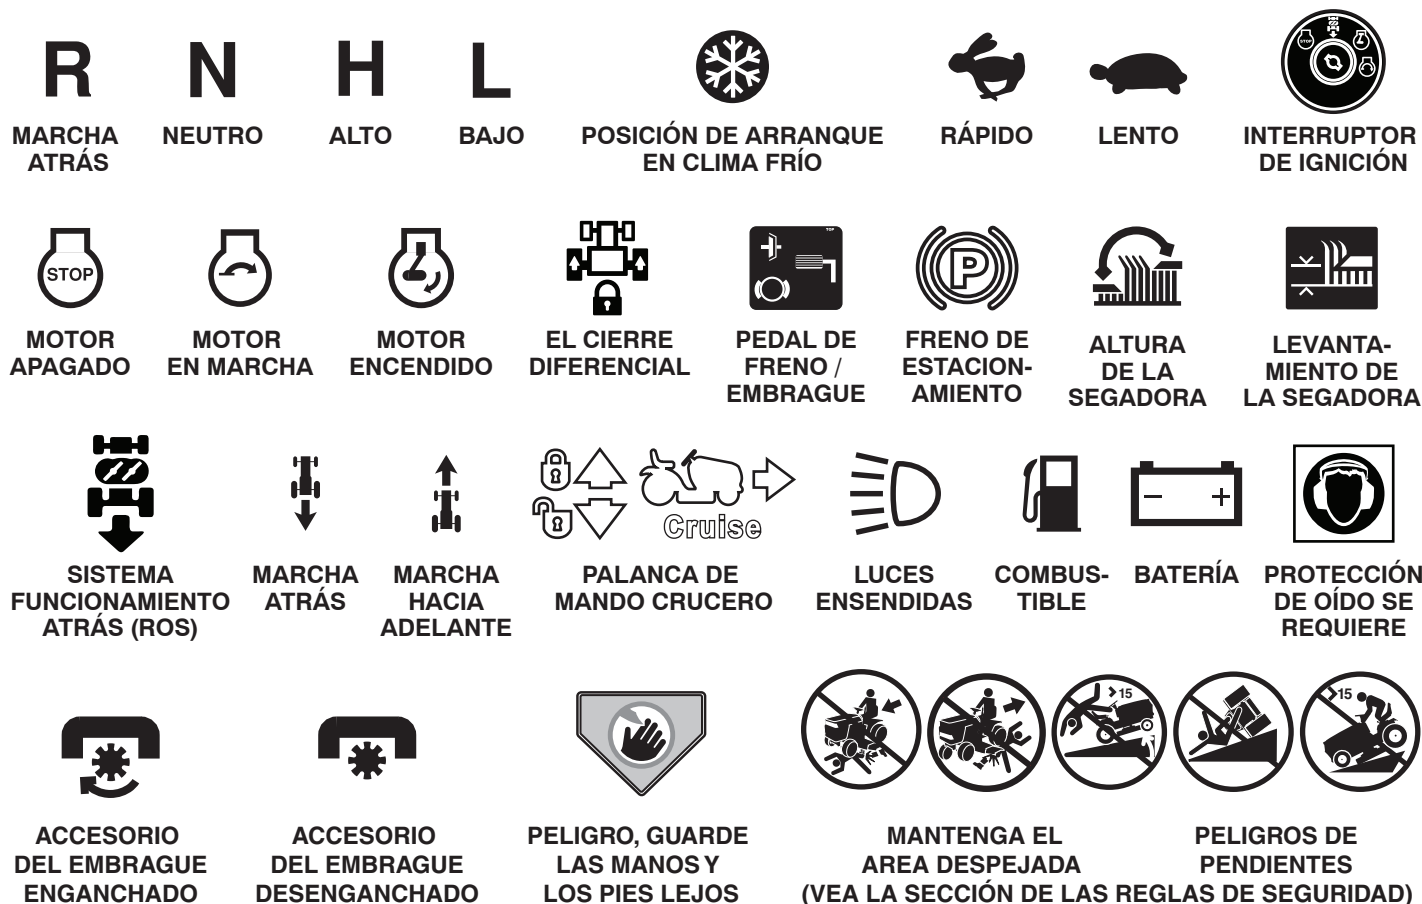 R N H L
MARCHA ATRÁS
NEUTRO
ALTO
BAJO
POSICIÓN DE ARRANQUE
EN CLIMA FRÍO
RÁPIDO
LENTO
STOP
INTERRUPTOR
DE IGNICIÓN
STOP
MOTOR
APAGADO
MOTOR
EN MARCHA
MOTOR
ENCENDIDO
EL CIERRE
DIFERENCIAL
TOP
PEDAL DE
FRENO /
EMBRAGUE
P
FRENO DE
ESTACION-
AMIENTO
ALTURA
DE LA
SEGADORA
LEVANTA-
MIENTO DE
LA SEGADORA
SISTEMA
FUNCIONAMIENTO
ATRÁS (ROS)
MARCHA
ATRÁS
MARCHA
HACIA
ADELANTE
Cruise
PALANCA DE
MANDO CRUCERO
LUCES
ENSENDIDAS
COMBUS-
TIBLE
− +
BATERÍA
PROTECCIÓN
DE OÍDO SE
REQUIERE
ACCESORIO
DEL EMBRAGUE
ENGANCHADO
ACCESORIO
DEL EMBRAGUE
DESENGANCHADO
PELIGRO, GUARDE
LAS MANOS Y
LOS PIES LEJOS
>15
>15
MANTENGA EL
AREA DESPEJADA
PELIGROS DE
PENDIENTES
(VEA LA SECCIÓN DE LAS REGLAS DE SEGURIDAD)